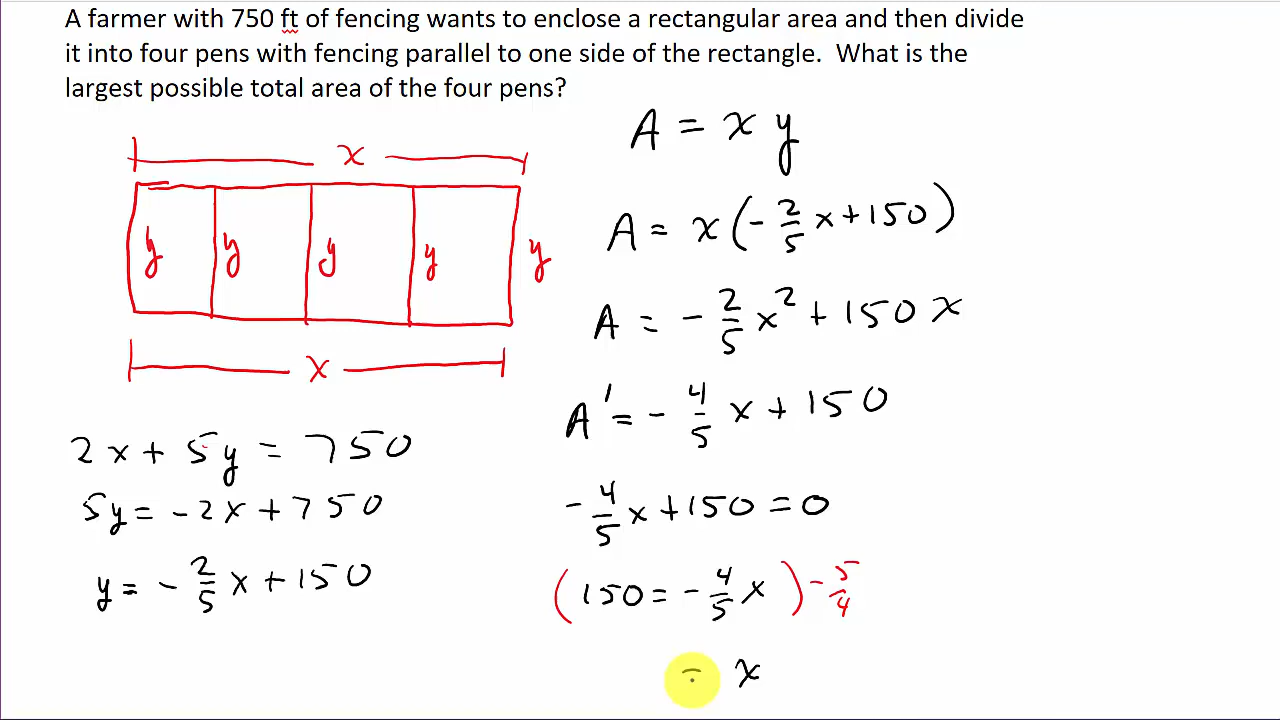 A farmer with 750 ft of fencing wants to enclose a rectangular area and then divide
it into four pens with fencing parallel to one side of the rectangle.  What is the
largest possible total area of the four pens?
x
y y y y y
x
2x + 5y = 750
5y = -2x + 750
y = - 2/5 x + 150
A = x y
A = x(- 2/5 x + 150)
A = - 2/5 x² + 150 x
A' = - 4/5 x + 150
- 4/5 x + 150 = 0
(150 = - 4/5 x) - 5/4
= x